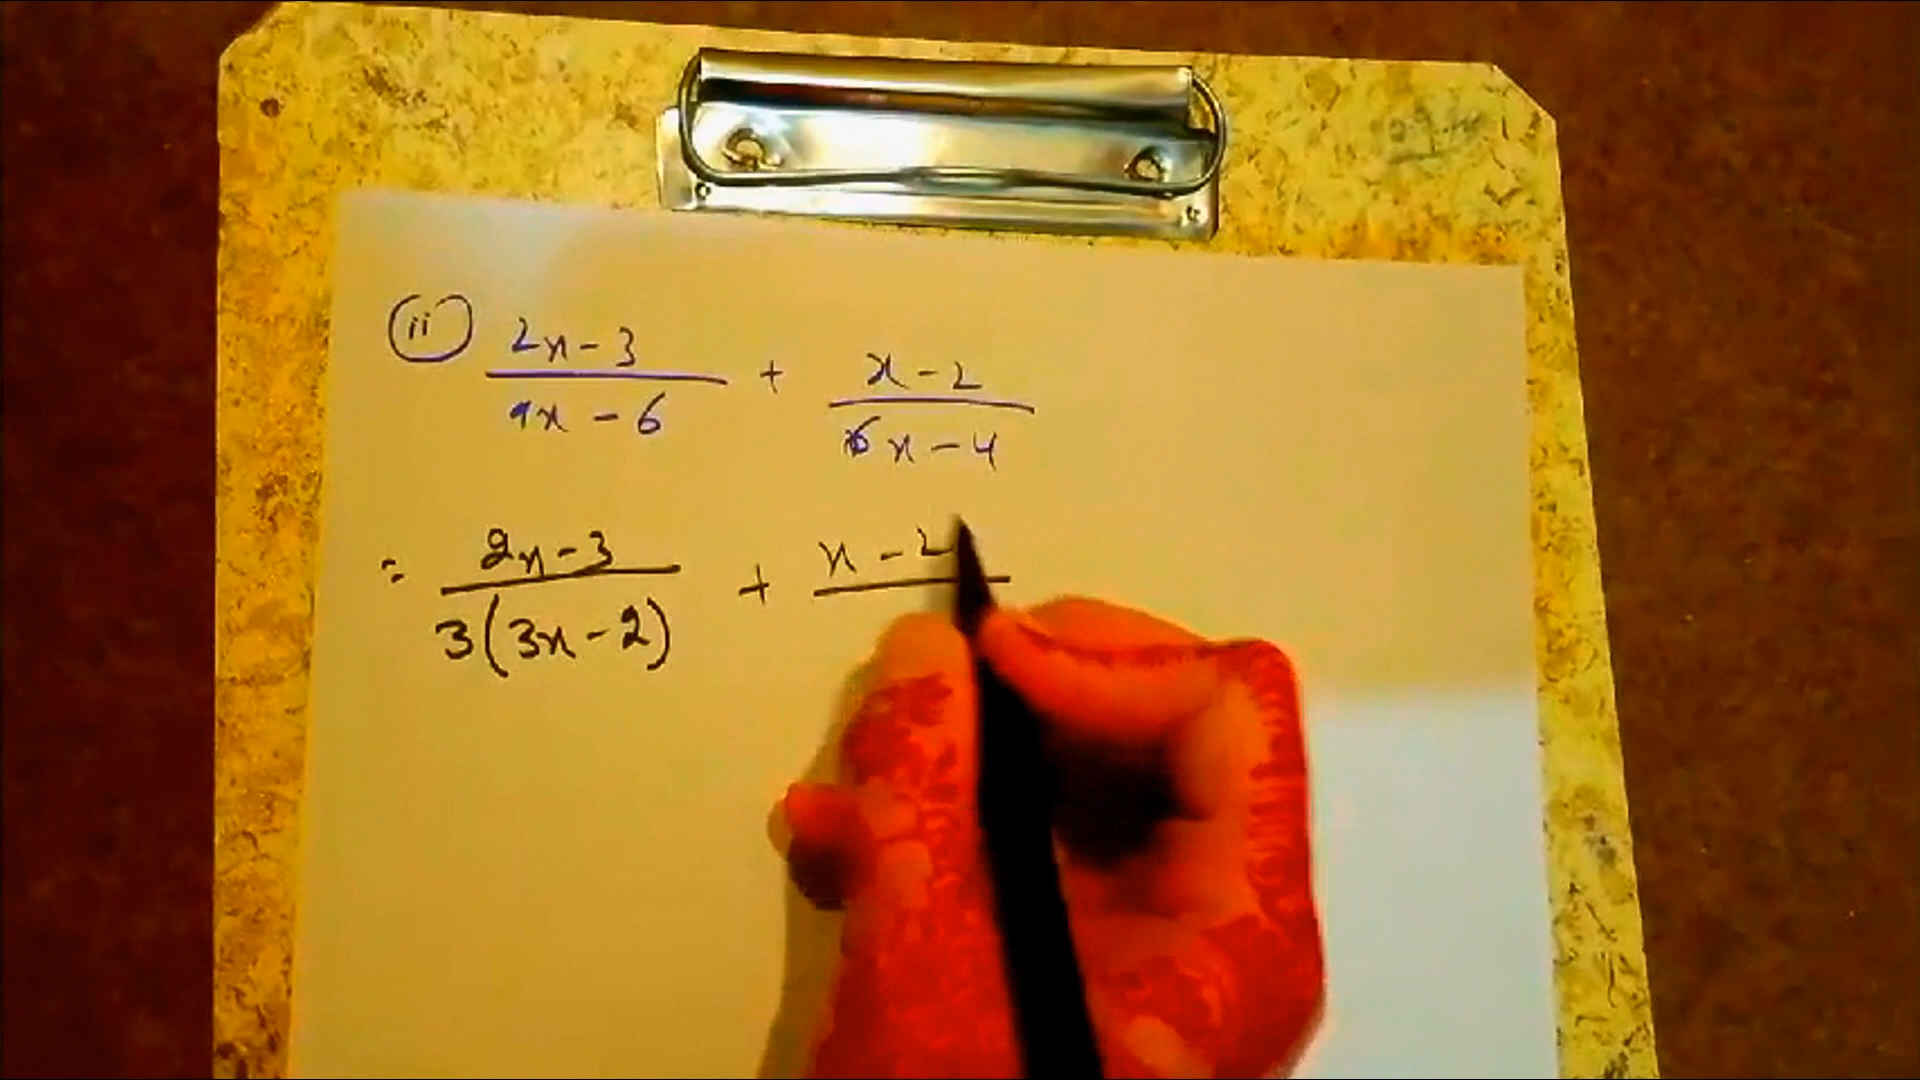 (ii) 2x-3 / 9x-6 + x-2 / 6x-4
= 2x-3 / 3(3x-2) + x-2 /